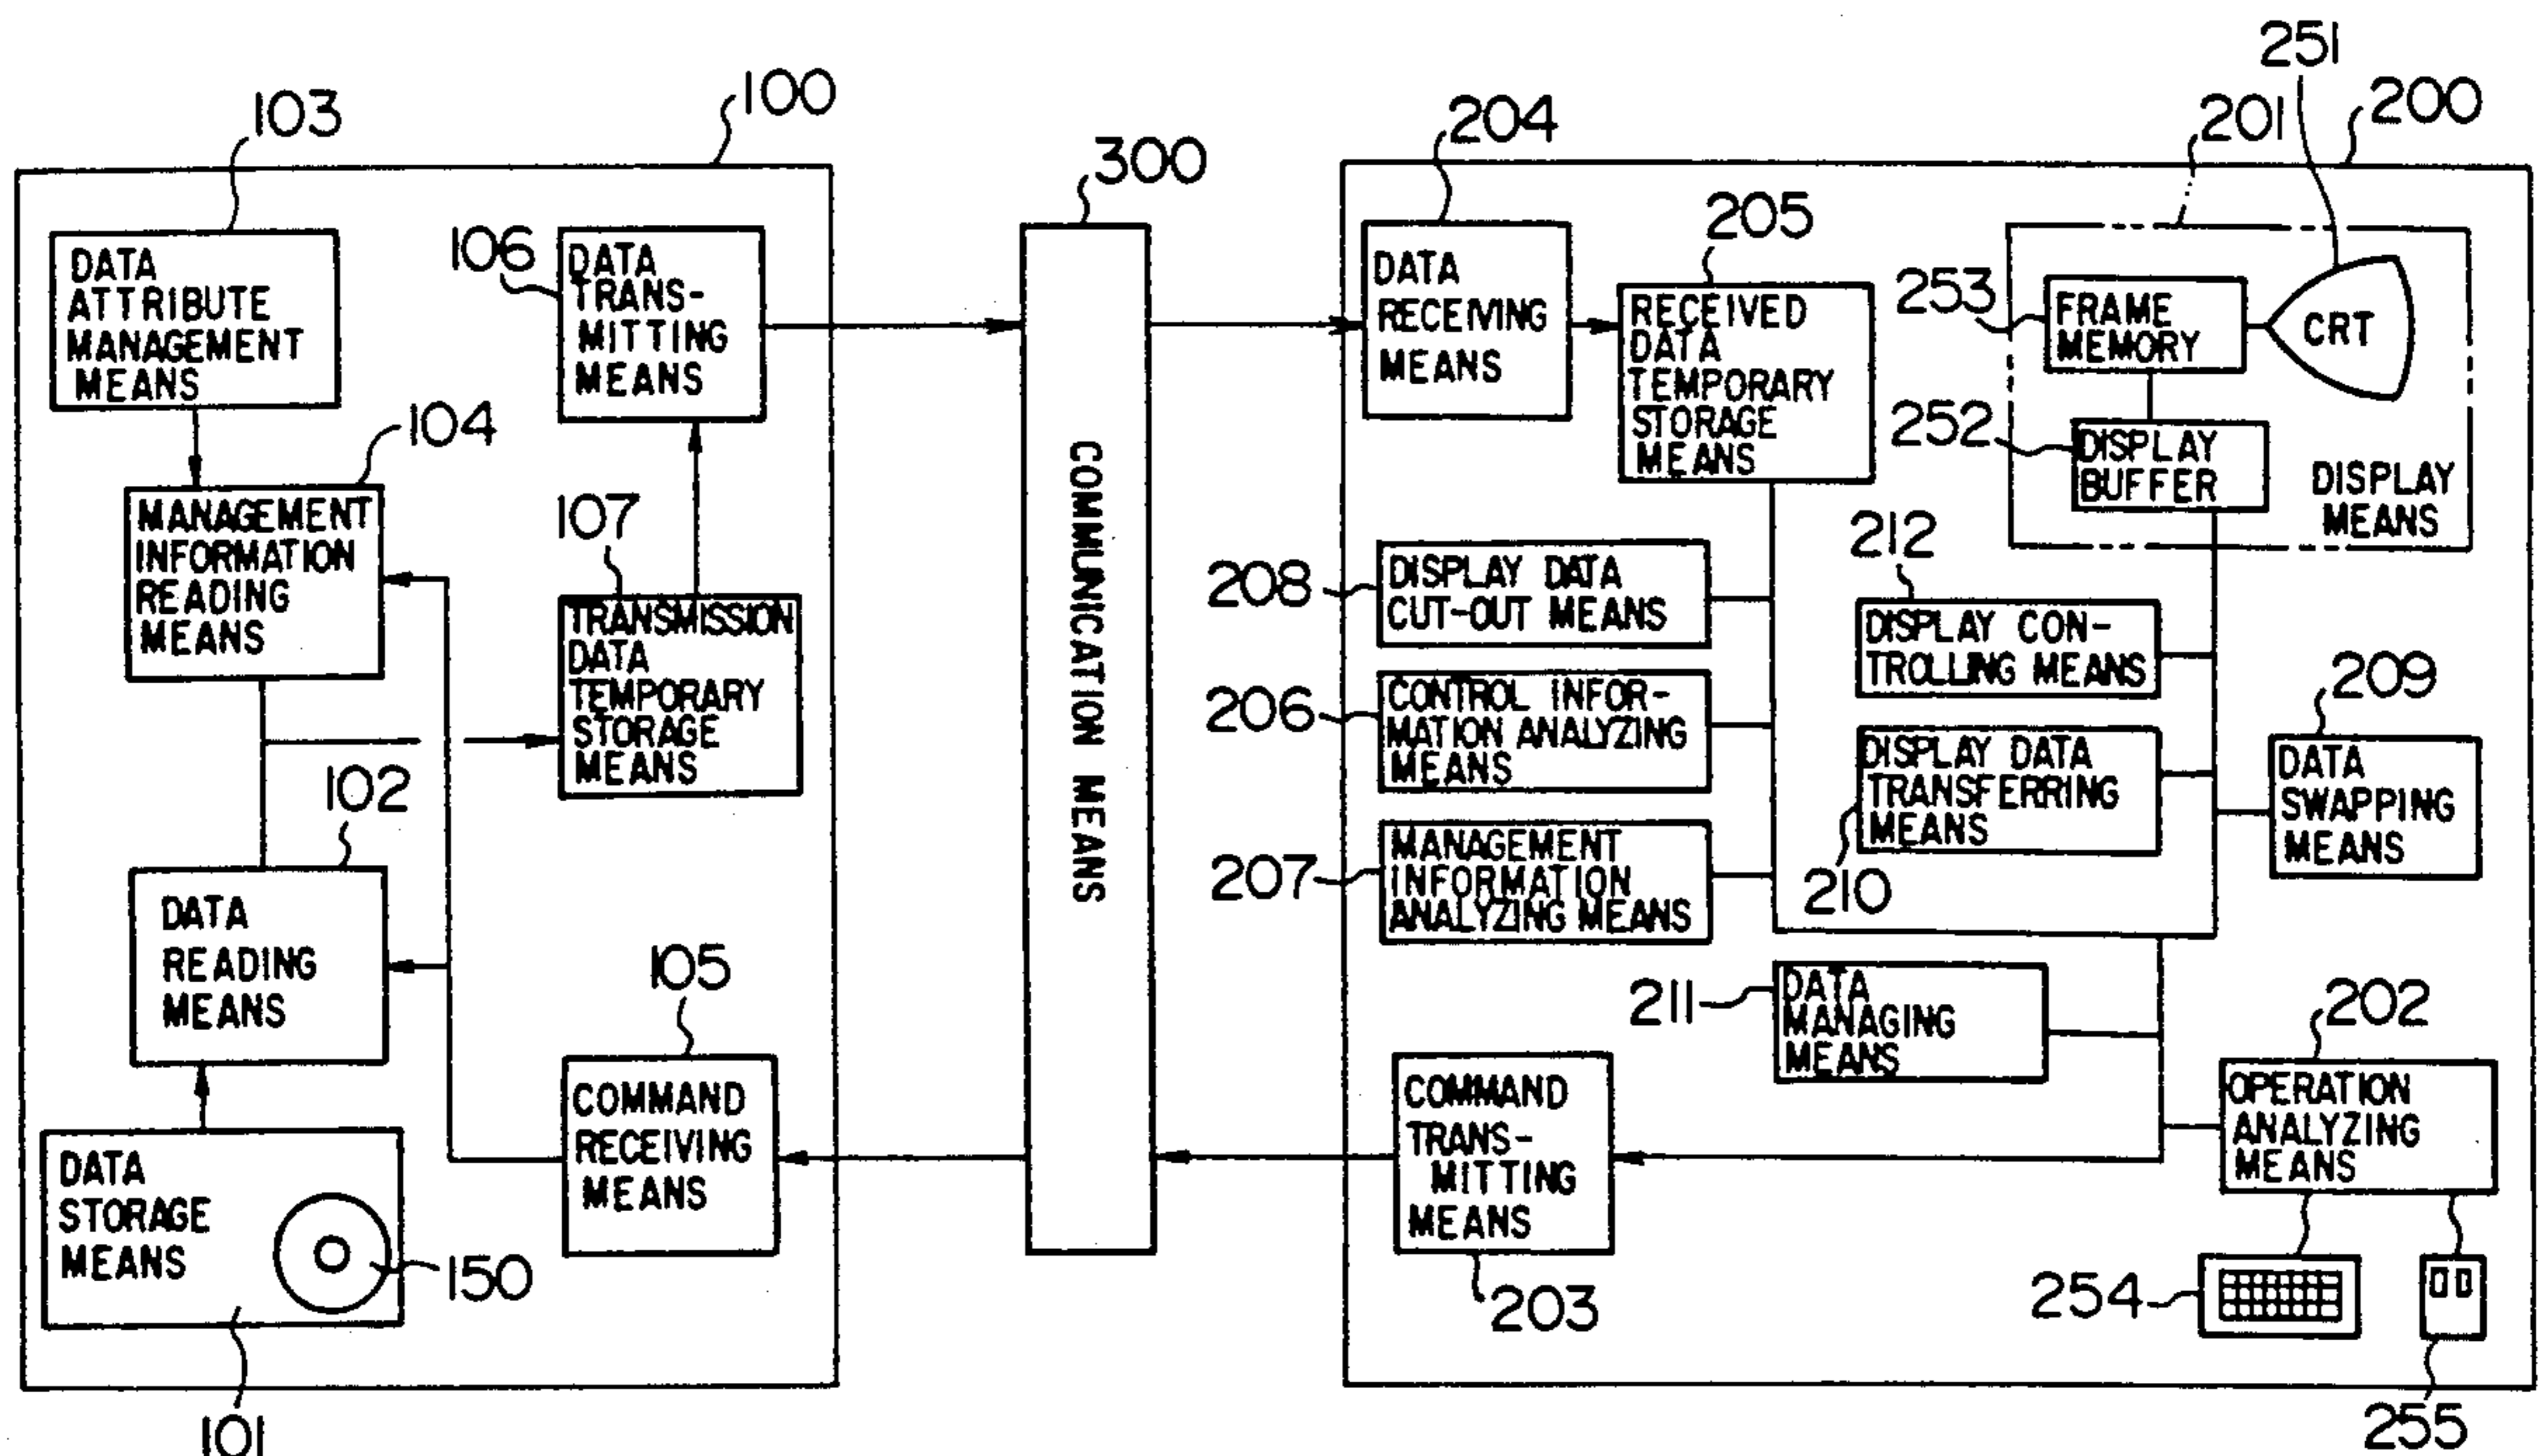 251
200
201
100
103
204
300
205
DATA
ATTRIBUTE
MANAGEMENT
MEANS
106
DATA
TRANS-
MITTING
MEANS
DATA
RECEIVING
MEANS
RECEIVED
DATA
TEMPORARY
STORAGE
MEANS
253
FRAME
MEMORY
CRT
252
DISPLAY
BUFFER
DISPLAY
MEANS
104
MANAGEMENT
INFORMATION
READING
MEANS
107
TRANSMISSION
DATA
TEMPORARY
STORAGE
MEANS
COMMUNICATION MEANS
208
DISPLAY DATA
CUT-OUT MEANS
212
DISPLAY CON-
TROLLING MEANS
206
CONTROL INFOR-
MATION ANALYZING
MEANS
209
DATA
SWAPPING
MEANS
DISPLAY DATA
TRANSFERRING
MEANS
210
207
MANAGEMENT
INFORMATION
ANALYZING MEANS
102
DATA
READING
MEANS
105
COMMAND
RECEIVING
MEANS
211
DATA
MANAGING
MEANS
202
OPERATION
ANALYZING
MEANS
COMMAND
TRANS-
MITTING
MEANS
203
DATA
STORAGE
MEANS
150
101
254
255